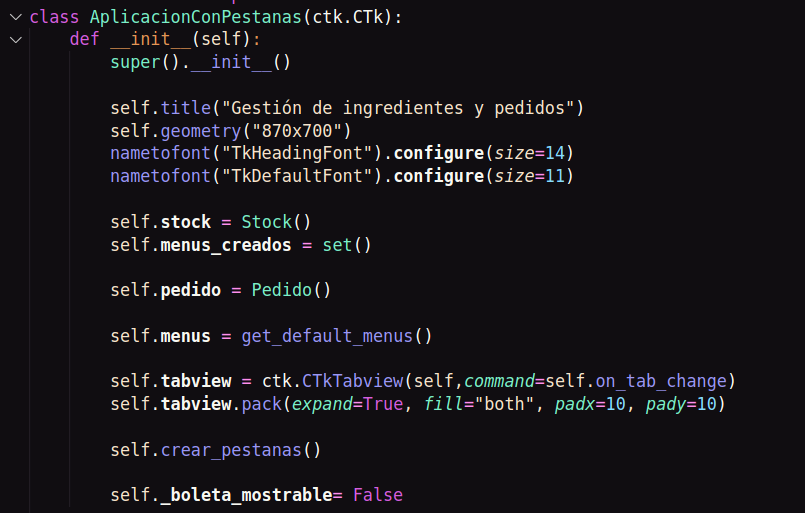 class AplicacionConPestanas(ctk.CTk):
    def __init__(self):
        super().__init__()

        self.title("Gestión de ingredientes y pedidos")
        self.geometry("870x700")
        nametofont("TkHeadingFont").configure(size=14)
        nametofont("TkDefaultFont").configure(size=11)

        self.stock = Stock()
        self.menus_creados = set()

        self.pedido = Pedido()

        self.menus = get_default_menus()

        self.tabview = ctk.CTkTabview(self,command=self.on_tab_change)
        self.tabview.pack(expand=True, fill="both", padx=10, pady=10)

        self.crear_pestanas()

        self._boleta_mostrable= False